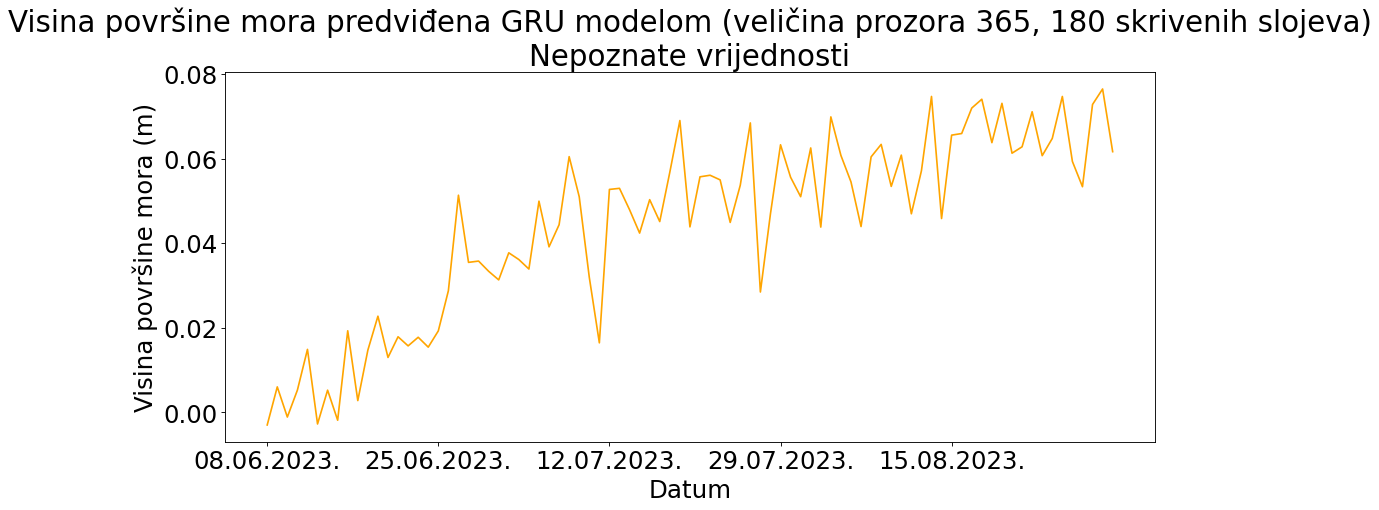 Visina površine mora predviđena GRU modelom (veličina prozora 365, 180 skrivenih slojeva)
Nepoznate vrijednosti
Visina površine mora (m)
0.08
0.06
0.04
0.02
0.00
08.06.2023. 25.06.2023. 12.07.2023. 29.07.2023. 15.08.2023.
Datum